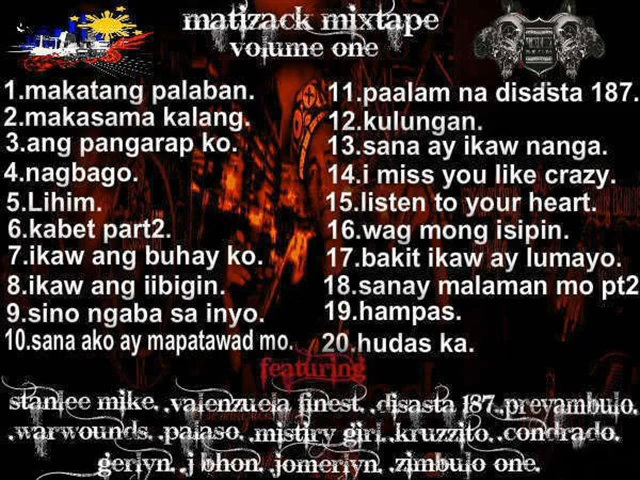 matizack mixtape
volume one
1.makatang palaban.
2.makasama kalang.
3.ang pangarap ko.
4.nagbago.
5.Lihim.
6.kabet part2.
7.ikaw ang buhay ko.
8.ikaw ang iibigin.
9.sino ngaba sa inyo.
10.sana ako ay mapatawad mo.
11.paalam na disasta 187.
12.kulungan.
13.sana ay ikaw nanga.
14.i miss you like crazy.
15.listen to your heart.
16.wag mong isipin.
17.bakit ikaw ay lumayo.
18.sanay malaman mo pt2
19.hampas.
20.hudas ka.
featuring
stanlee mike. .valenzuela finest. .disasta 187. .preyambulo.
.warwounds. .palaso. .mistiry girl. .kruzzito. .condrado.
gerlyn. .j bhon. jomerlyn. .zimbulo one.